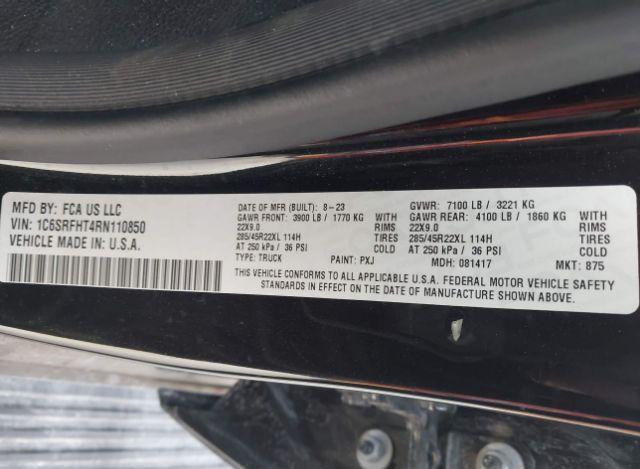 MFD BY: FCA US LLC
VIN: 1C6SRFHT4RN110850
VEHICLE MADE IN U.S.A.
DATE OF MFR (BUILT): 8-23 GVWR: 7100 LB / 3221 KG
GAWR FRONT: 3900 LB / 1770 KG WITH GAWR REAR: 4100 LB / 1860 KG WITH
22X9.0 RIMS 22X9.0 RIMS
285/45R22XL 114H TIRES 285/45R22XL 114H TIRES
AT 250 kPa / 36 PSI COLD AT 250 kPa / 36 PSI COLD
TYPE: TRUCK PAINT: PXJ MDH: 081417 MKT: 875
THIS VEHICLE CONFORMS TO ALL APPLICABLE U.S.A. FEDERAL MOTOR VEHICLE SAFETY
STANDARDS IN EFFECT ON THE DATE OF MANUFACTURE SHOWN ABOVE.